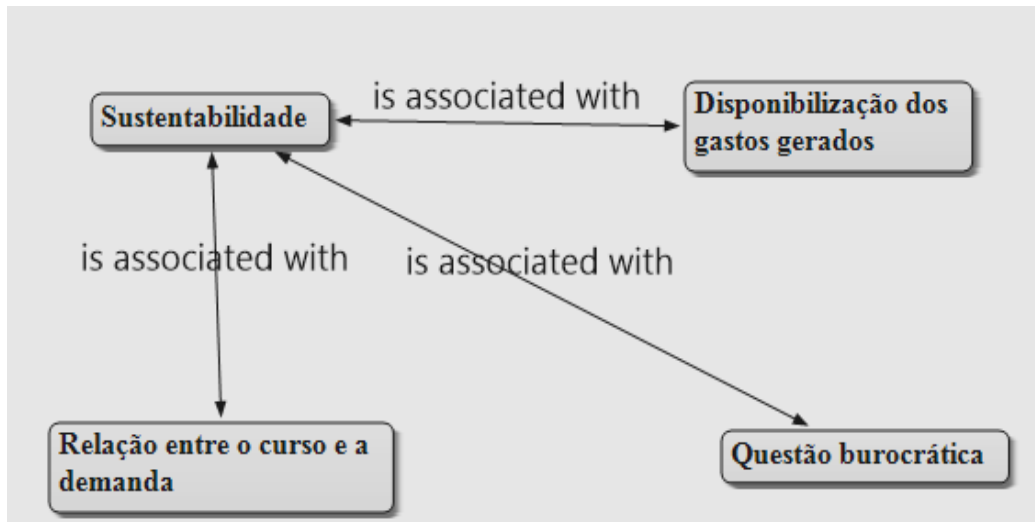 is associated with
Sustentabilidade
Disponibilização dos
gastos gerados
is associated with
is associated with
Relação entre o curso e a
demanda
Questão burocrática